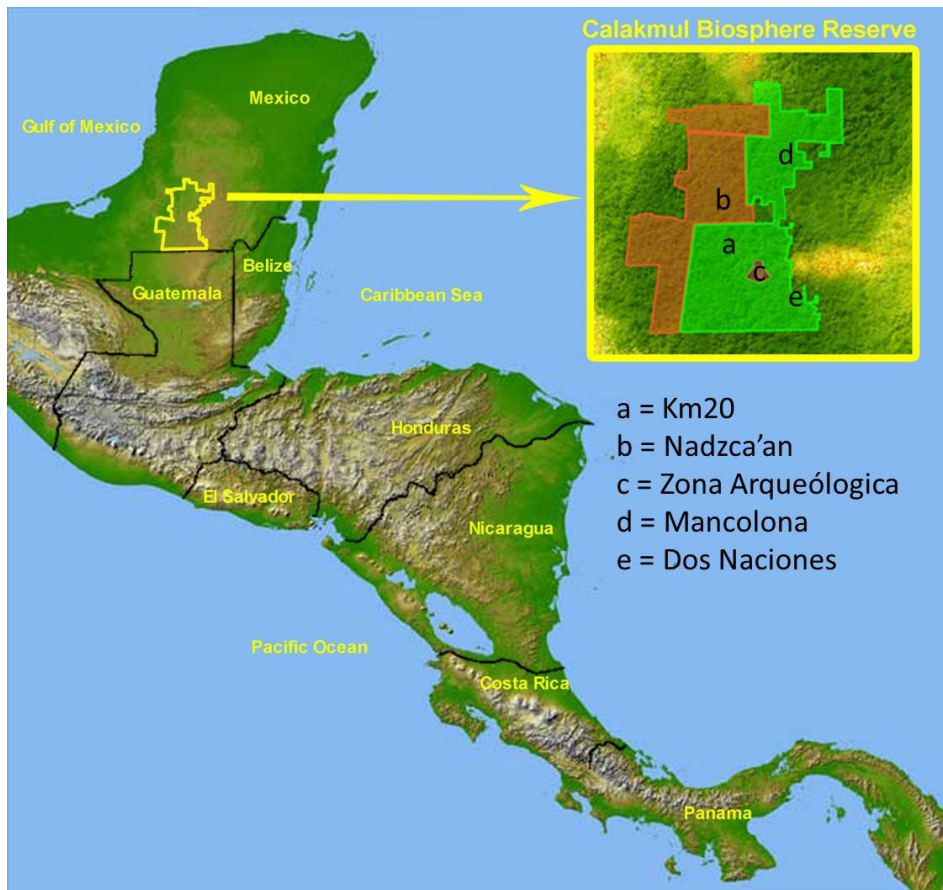 Calakmul Biosphere Reserve
Mexico
Gulf of Mexico
d
b
a
c
e
Belize
Guatemala
Caribbean Sea
a = Km20
b = Nadzca’an
c = Zona Arqueólogica
d = Mancolona
e = Dos Naciones
Honduras
El Salvador
Nicaragua
Pacific Ocean
Costa Rica
Panama